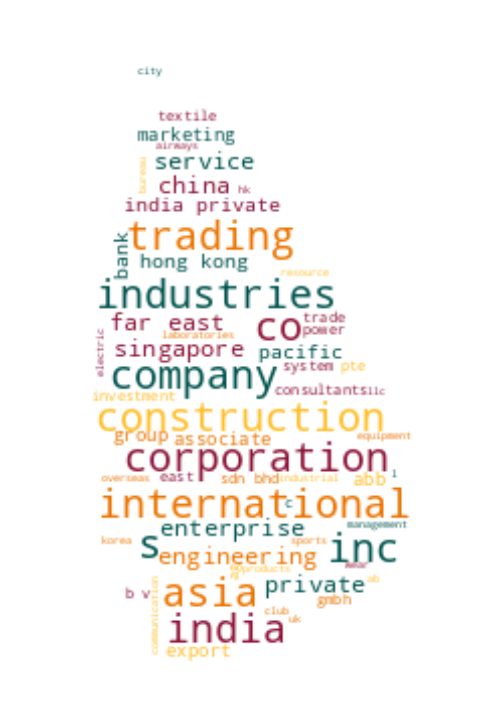 city
textile
marketing
airways
bureau
service
china hk
india private
trading
bank
hong kong
resource
industries
far east co trade
power
laboratories
electric
singapore pacific
company system pte
investment consultants llc
construction
group associate equipment
corporation
overseas east sdn bhd industrial abb l
international
c
enterprise management
korea s sports inc
engineering wear
products
asia private ab
b v communication gmbh
club
india uk
export